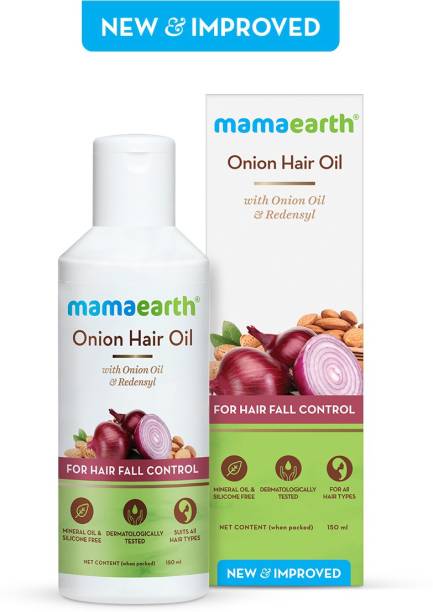 NEW & IMPROVED
mamaearth®
Onion Hair Oil
with Onion Oil
& Redensyl
FOR HAIR FALL CONTROL
MINERAL OIL &
SILICONE FREE
DERMATOLOGICALLY
TESTED
SUITS All
HAIR TYPES
NET CONTENT (when packed) 150 ml
mamaearth®
Onion Hair Oil
with Onion Oil
& Redensyl
FOR HAIR FALL CONTROL
MINERAL OIL &
SILICONE FREE
DERMATOLOGICALLY
TESTED
FOR All
HAIR TYPES
NET CONTENT (when packed) 150 ml
NEW & IMPROVED